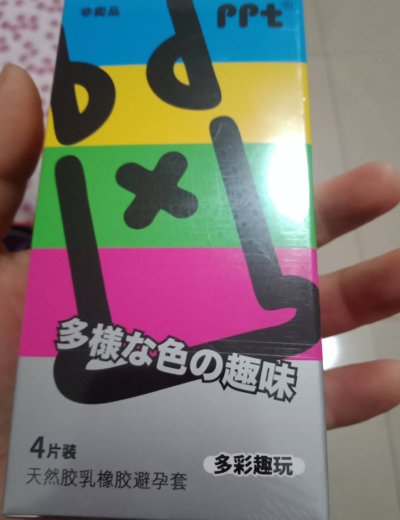 非卖品
PPt®
多様な色の趣味
4片装
天然胶乳橡胶避孕套
多彩趣玩